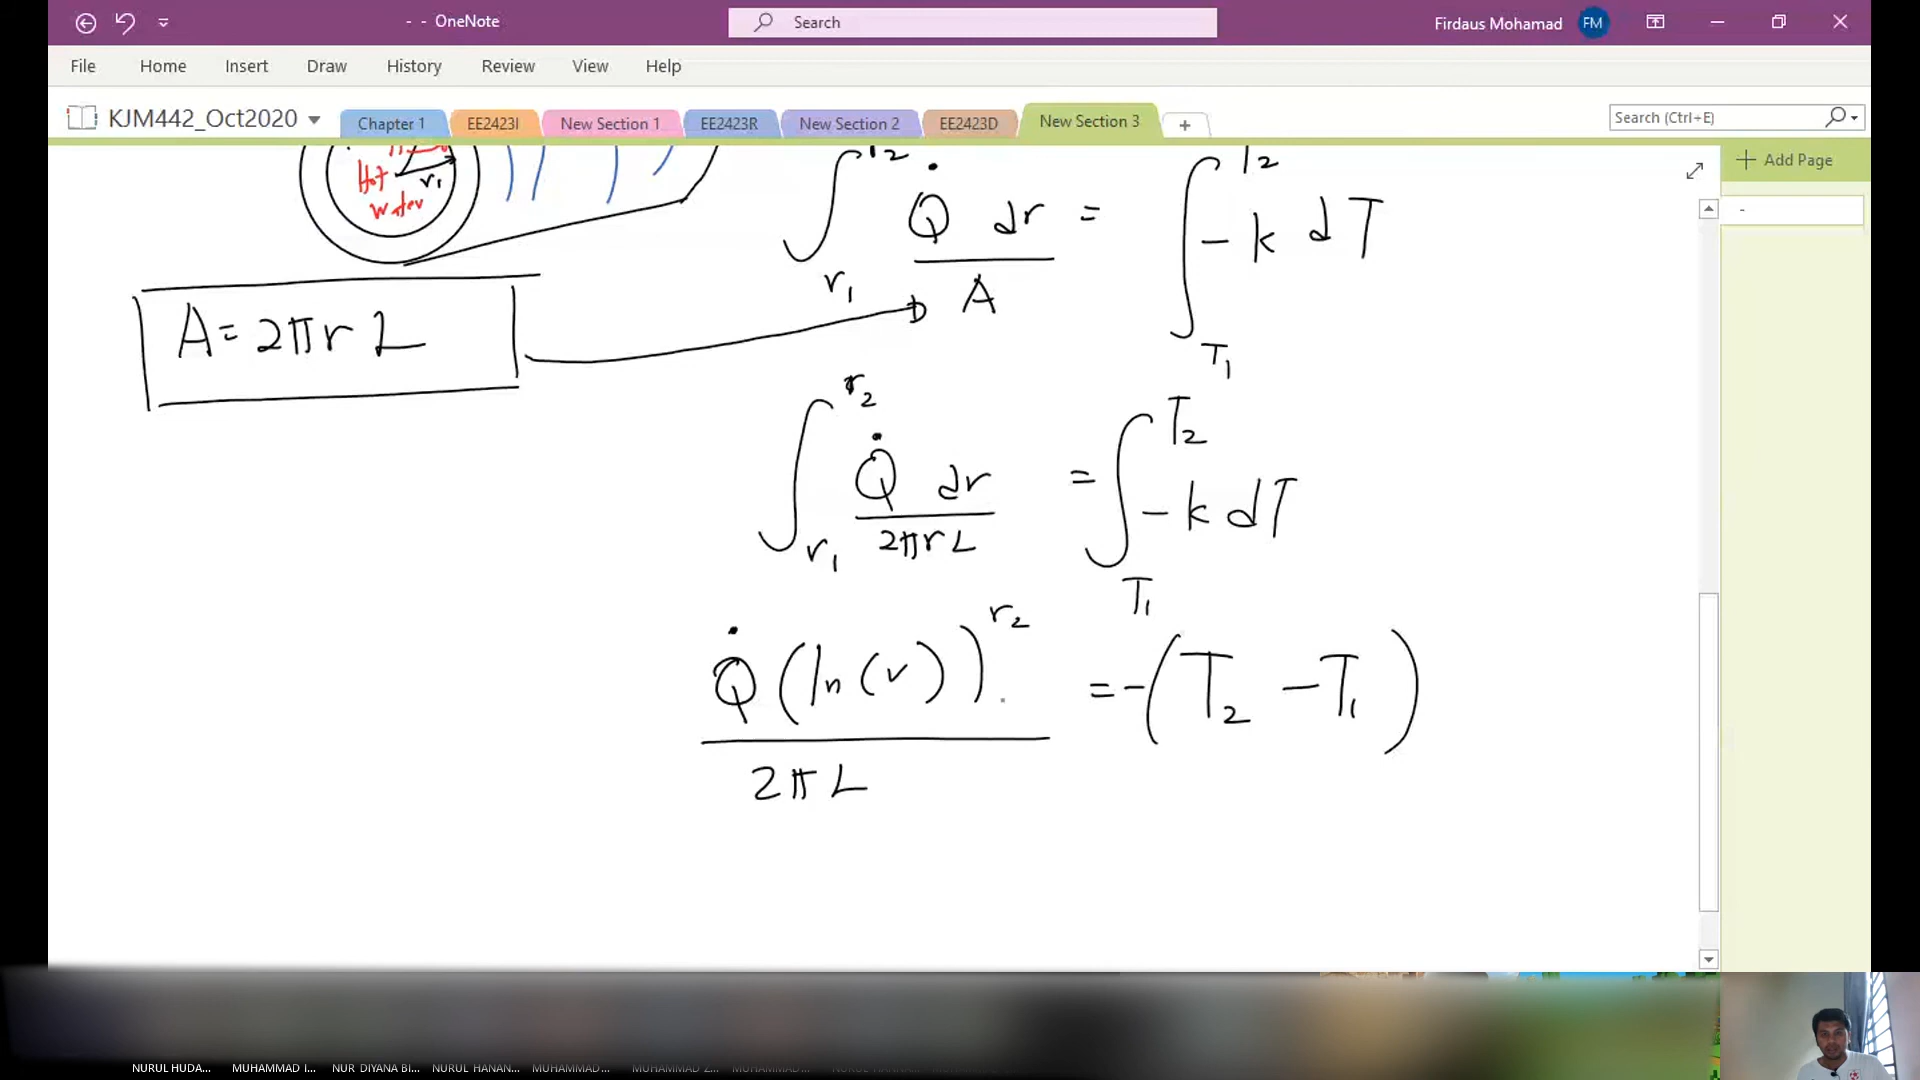 - - OneNote
Search
Firdaus Mohamad FM
File Home Insert Draw History Review View Help
KJM442_Oct2020
Chapter 1 EE2423I New Section 1 EE2423R New Section 2 EE2423D New Section 3 +
Search (Ctrl+E)
Add Page
-
Hot
water
r₁
∫ r₁ Q̇ dr / A = ∫ T₁ - k dT
A = 2πr L
∫ r₁ r₂ Q̇ dr / 2πrL = ∫ T₁ T₂ - k dT
Q̇ (ln(r)) r₂ / 2πL = -(T₂ - T₁)
NURUL HUDA... MUHAMMAD I... NUR DIYANA BI... NURUL HANAN... MUHAMMAD... MUHAMMAD Z... MUHAMMAD...